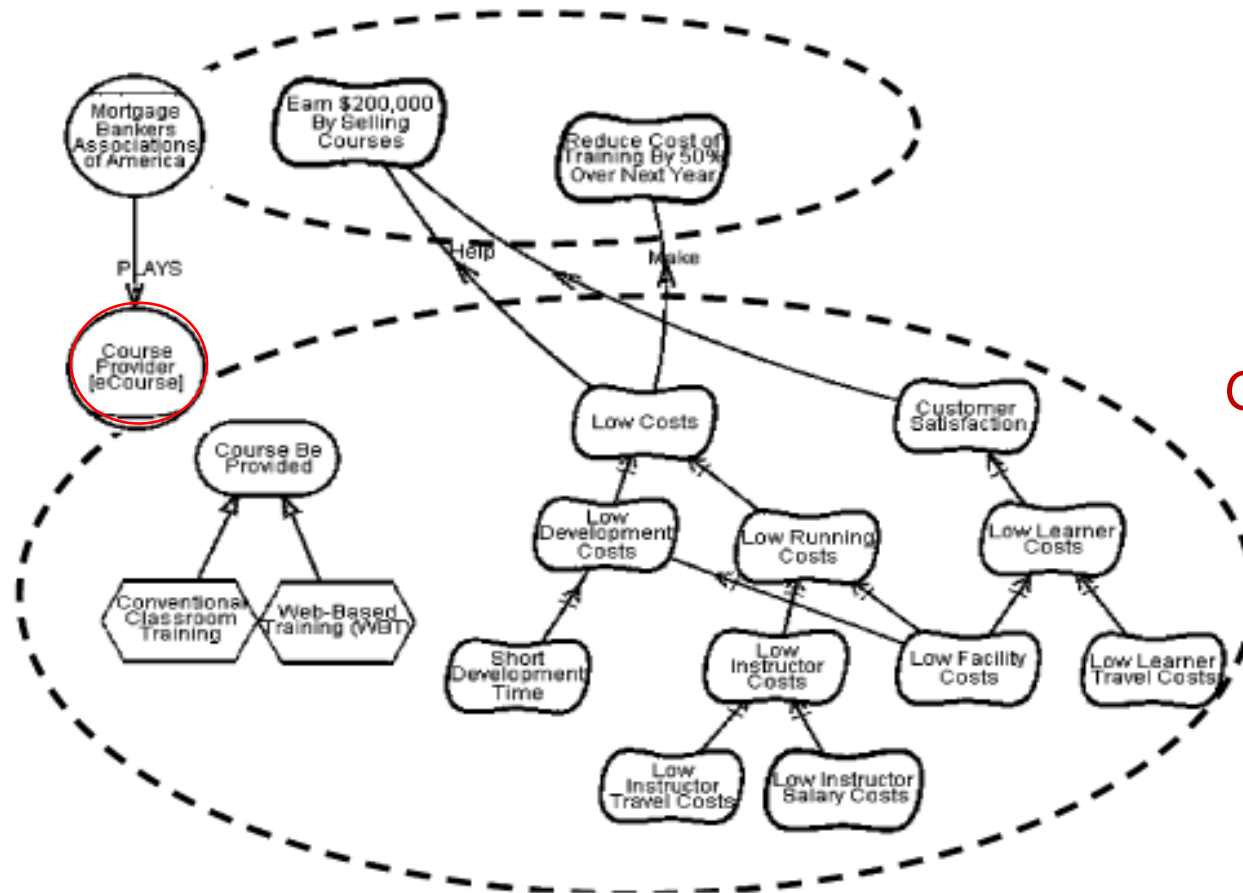 Mortgage
Bankers
Associations
of America
Earn $200,000
By Selling
Courses
Reduce Cost of
Training By 50%
Over Next Year
Help
Make
PLAYS
Course
Provider
[eCourse]
Low Costs
Customer
Satisfaction
Course Be
Provided
Low
Development
Costs
Low Running
Costs
Low Learner
Costs
Conventional
Classroom
Training
Web-Based
Training (WBT)
Short
Development
Time
Low
Instructor
Costs
Low Facility
Costs
Low Learner
Travel Costs
Low
Instructor
Travel Costs
Low Instructor
Salary Costs